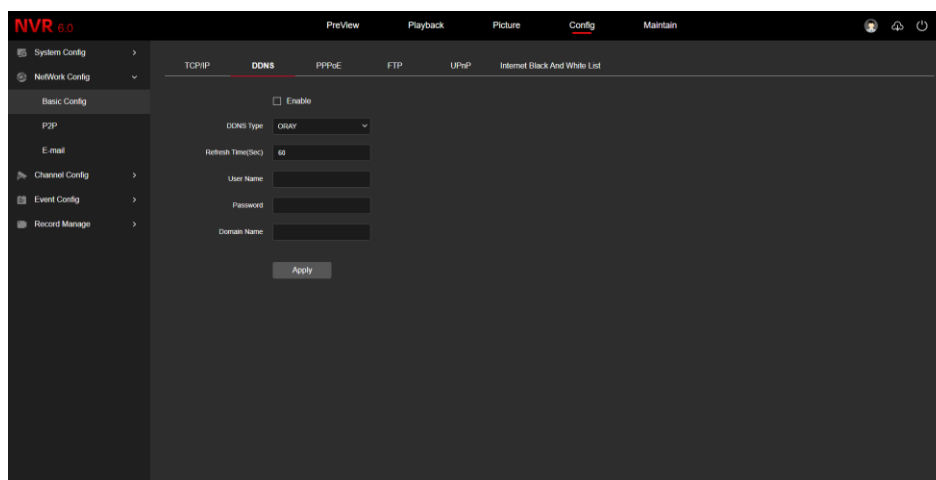 NVR 6.0
PreView Playback Picture Config Maintain
System Config
NetWork Config
Basic Config
P2P
E-mail
Channel Config
Event Config
Record Manage
TCP/IP DDNS PPPoE FTP UPnP Internet Black And White List
Enable
DDNS Type ORAY
Refresh Time(Sec) 60
User Name
Password
Domain Name
Apply